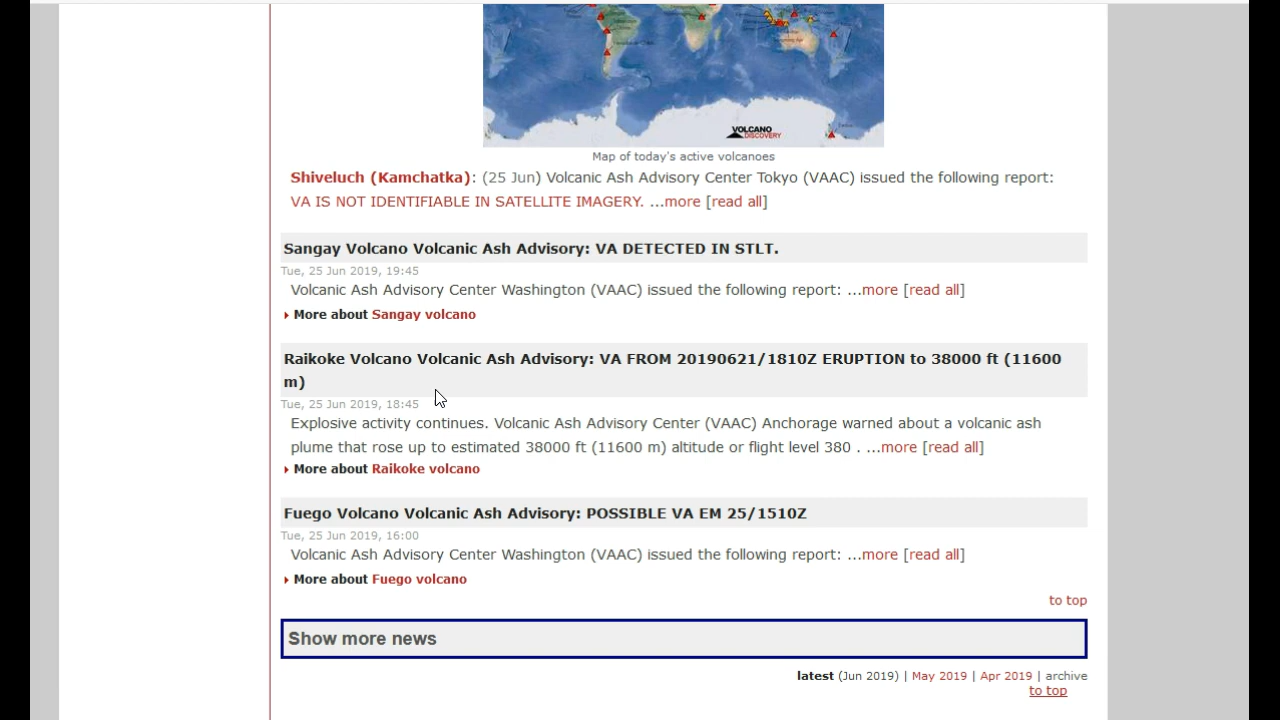 VOLCANO
DISCOVERY
Map of today's active volcanoes
Shiveluch (Kamchatka): (25 Jun) Volcanic Ash Advisory Center Tokyo (VAAC) issued the following report:
VA IS NOT IDENTIFIABLE IN SATELLITE IMAGERY. ...more [read all]
Sangay Volcano Volcanic Ash Advisory: VA DETECTED IN STLT.
Tue, 25 Jun 2019, 19:45
Volcanic Ash Advisory Center Washington (VAAC) issued the following report: ...more [read all]
More about Sangay volcano
Raikoke Volcano Volcanic Ash Advisory: VA FROM 20190621/1810Z ERUPTION to 38000 ft (11600
m)
Tue, 25 Jun 2019, 18:45
Explosive activity continues. Volcanic Ash Advisory Center (VAAC) Anchorage warned about a volcanic ash
plume that rose up to estimated 38000 ft (11600 m) altitude or flight level 380 . ...more [read all]
More about Raikoke volcano
Fuego Volcano Volcanic Ash Advisory: POSSIBLE VA EM 25/1510Z
Tue, 25 Jun 2019, 16:00
Volcanic Ash Advisory Center Washington (VAAC) issued the following report: ...more [read all]
More about Fuego volcano
to top
Show more news
latest (Jun 2019) | May 2019 | Apr 2019 | archive
to top